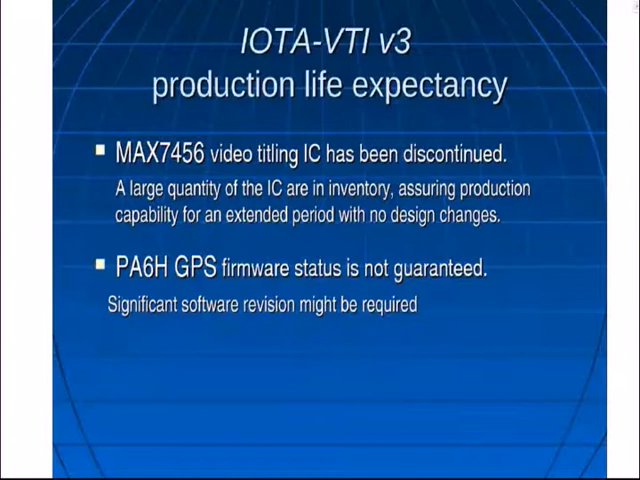 IOTA-VTI v3
production life expectancy
MAX7456 video titling IC has been discontinued.
A large quantity of the IC are in inventory, assuring production
capability for an extended period with no design changes.
PA6H GPS firmware status is not guaranteed.
Significant software revision might be required